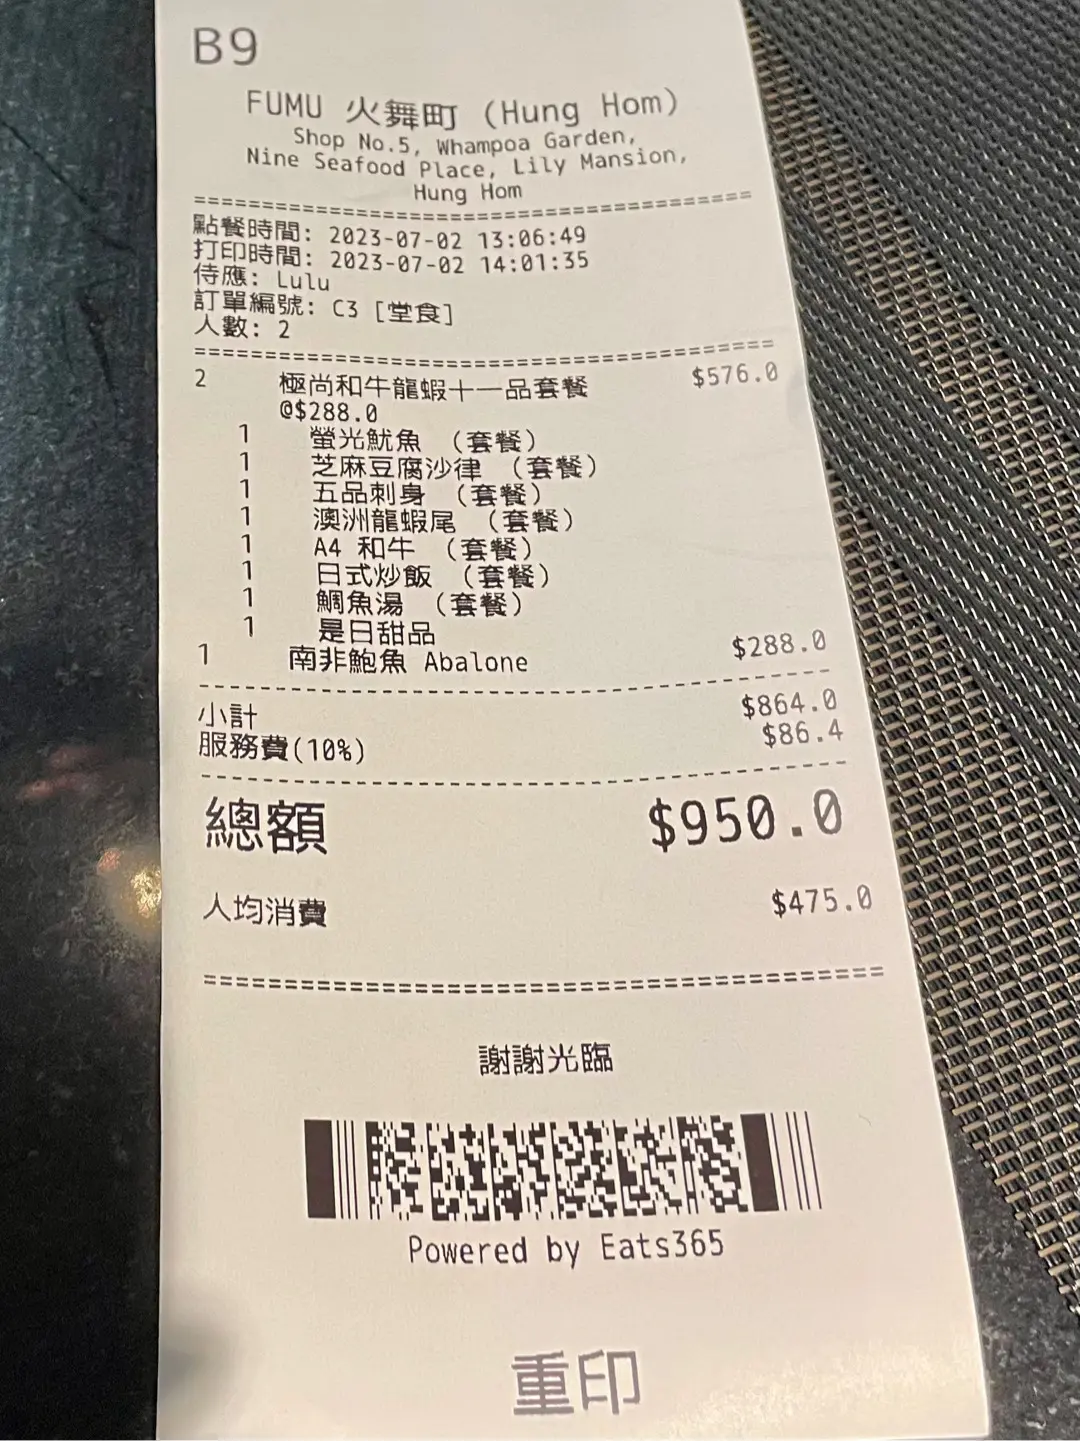 B9
FUMU 火舞町 (Hung Hom)
Shop No.5, Whampoa Garden,
Nine Seafood Place, Lily Mansion,
Hung Hom
========================================
點餐時間: 2023-07-02 13:06:49
打印時間: 2023-07-02 14:01:35
侍應: Lulu
訂單編號: C3 [堂食]
人數: 2
========================================
2 極尚和牛龍蝦十一品套餐 $576.0
@$288.0
1 螢光魷魚 (套餐)
1 芝麻豆腐沙律 (套餐)
1 五品刺身 (套餐)
1 澳洲龍蝦尾 (套餐)
1 A4 和牛 (套餐)
1 日式炒飯 (套餐)
1 鯛魚湯 (套餐)
1 是日甜品
1 南非鮑魚 Abalone $288.0
----------------------------------------
小計 $864.0
服務費(10%) $86.4
----------------------------------------
總額 $950.0
人均消費 $475.0
========================================
謝謝光臨
Powered by Eats365
重印